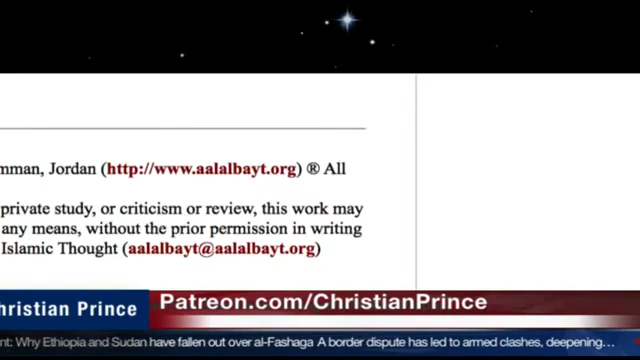 mman, Jordan (http://www.aalalbayt.org) ® All
private study, or criticism or review, this work may
any means, without the prior permission in writing
Islamic Thought (aalalbayt@aalalbayt.org)
hristian Prince
Patreon.com/ChristianPrince
nt: Why Ethiopia and Sudan have fallen out over al-Fashaga A border dispute has led to armed clashes, deepening...